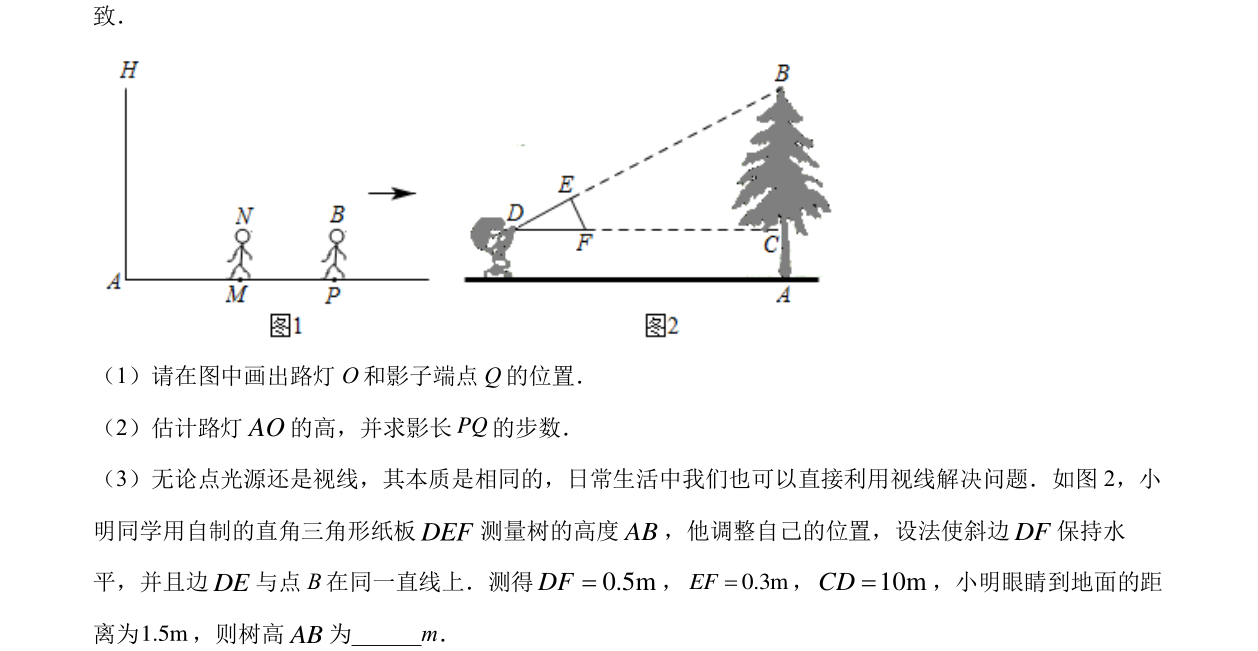 致．
H
B
N
B
E
D
F
C
A
M
P
A
图1
图2
（1）请在图中画出路灯 O 和影子端点 Q 的位置．
（2）估计路灯 AO 的高，并求影长 PQ 的步数．
（3）无论点光源还是视线，其本质是相同的，日常生活中我们也可以直接利用视线解决问题．如图 2，小
明同学用自制的直角三角形纸板 DEF 测量树的高度 AB ，他调整自己的位置，设法使斜边 DF 保持水
平，并且边 DE 与点 B 在同一直线上．测得 DF = 0.5m ， EF = 0.3m ， CD = 10m ，小明眼睛到地面的距
离为1.5m ，则树高 AB 为______m．